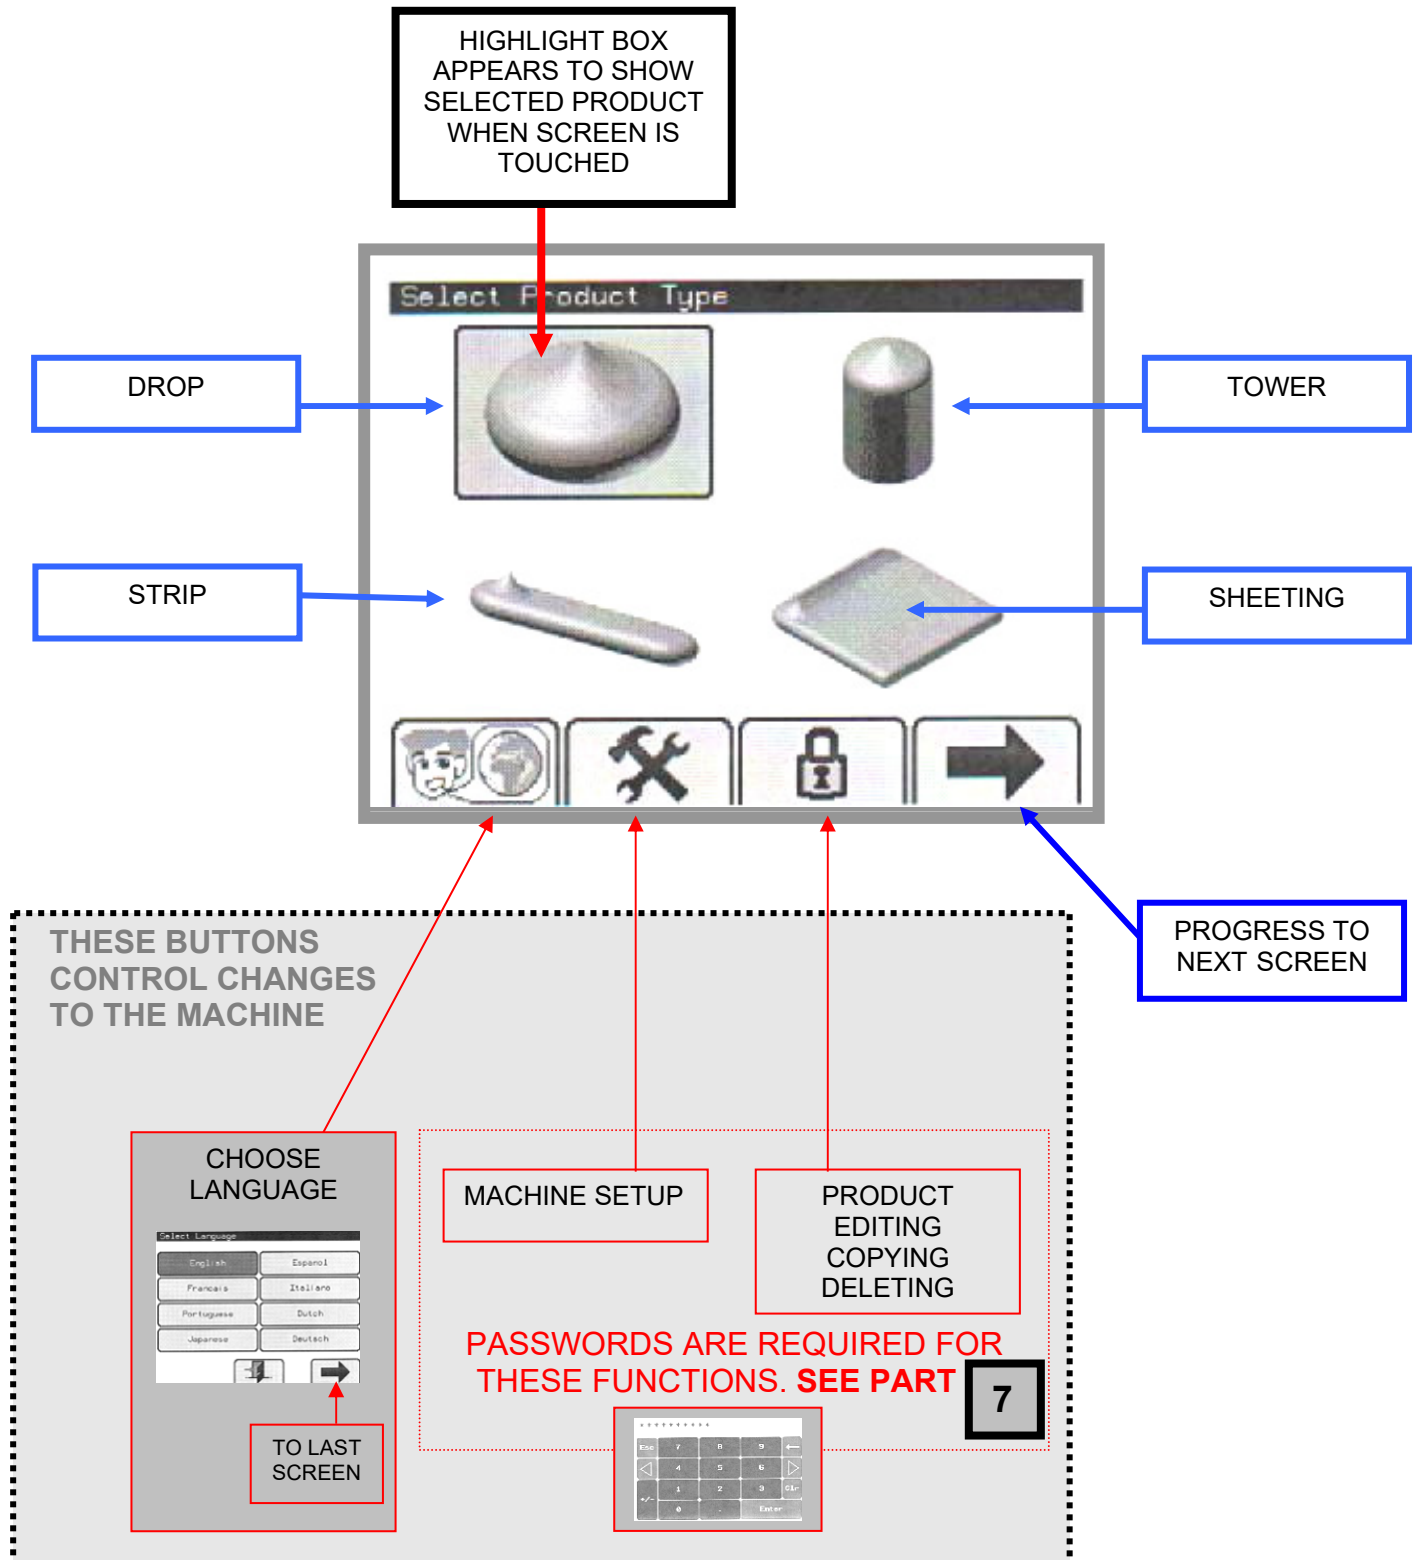 HIGHLIGHT BOX
APPEARS TO SHOW
SELECTED PRODUCT
WHEN SCREEN IS
TOUCHED
Select Product Type
DROP
TOWER
STRIP
SHEETING
PROGRESS TO
NEXT SCREEN
THESE BUTTONS
CONTROL CHANGES
TO THE MACHINE
CHOOSE
LANGUAGE
Select Language
English
Espanol
Francais
Italiano
Portuguese
Dutch
Japanese
Deutsch
TO LAST
SCREEN
MACHINE SETUP
PRODUCT
EDITING
COPYING
DELETING
PASSWORDS ARE REQUIRED FOR
THESE FUNCTIONS. SEE PART 7
**********
Esc 7 8 9
4 5 6
+/- 1 2 3 Clr
0 . Enter